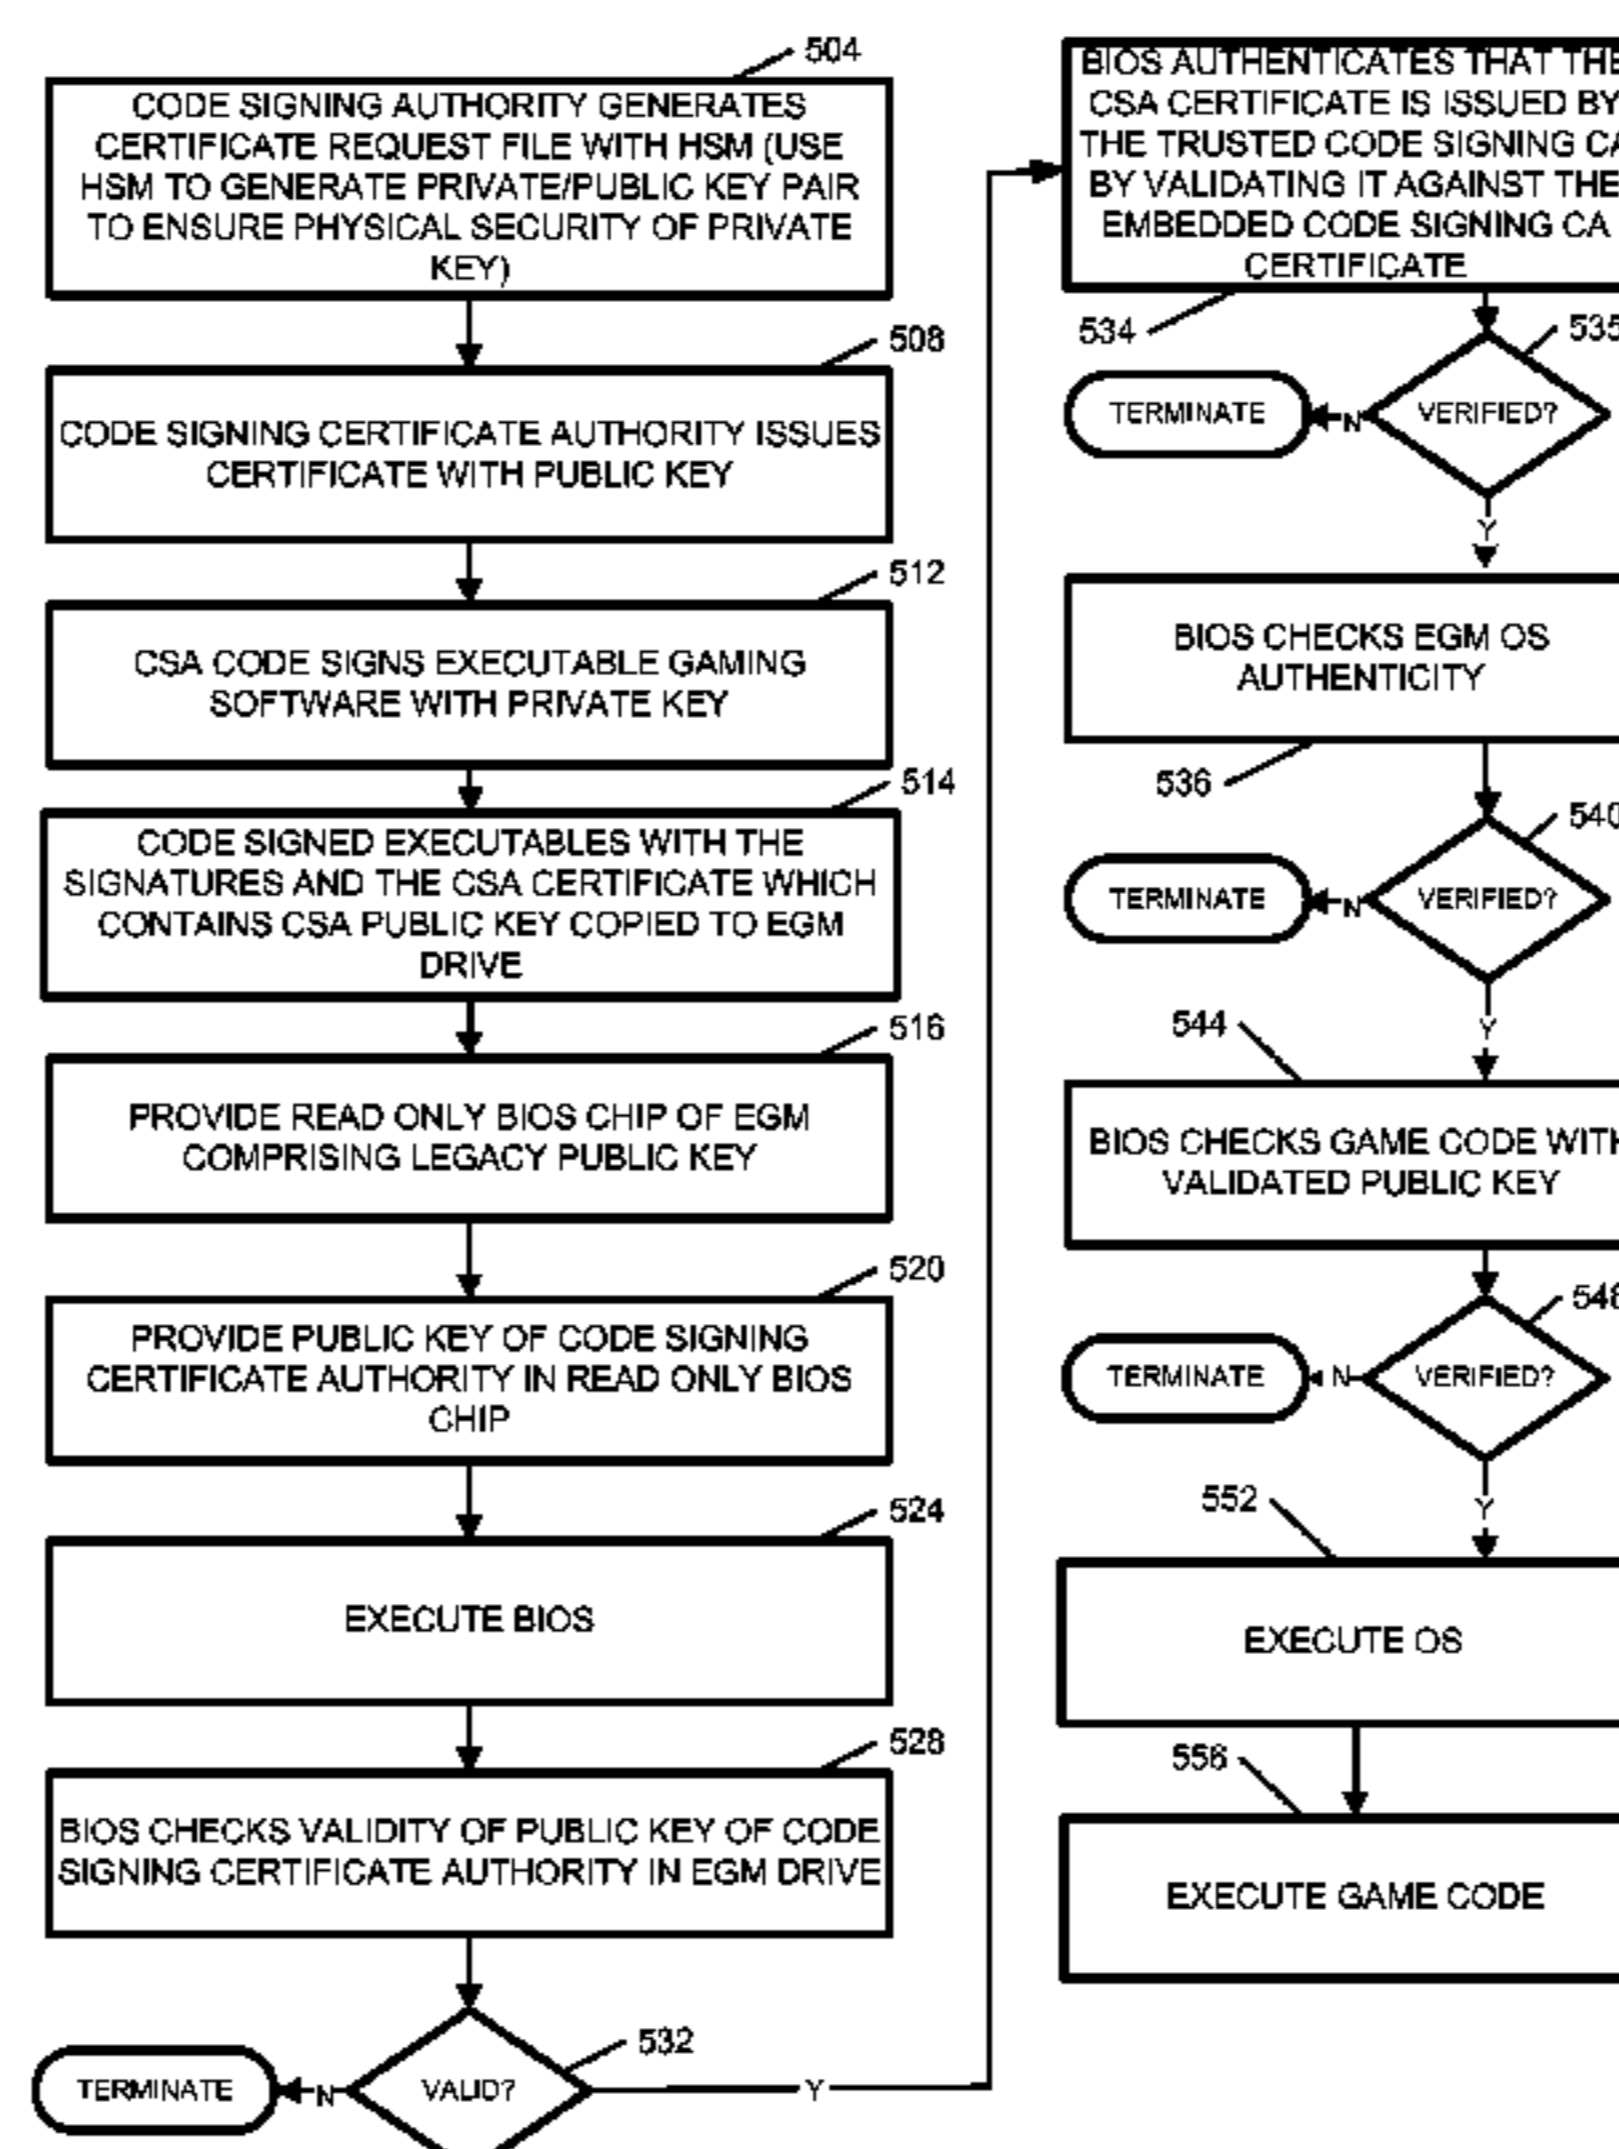 504
CODE SIGNING AUTHORITY GENERATES
CERTIFICATE REQUEST FILE WITH HSM (USE
HSM TO GENERATE PRIVATE/PUBLIC KEY PAIR
TO ENSURE PHYSICAL SECURITY OF PRIVATE
KEY)
508
CODE SIGNING CERTIFICATE AUTHORITY ISSUES
CERTIFICATE WITH PUBLIC KEY
512
CSA CODE SIGNS EXECUTABLE GAMING
SOFTWARE WITH PRIVATE KEY
514
CODE SIGNED EXECUTABLES WITH THE
SIGNATURES AND THE CSA CERTIFICATE WHICH
CONTAINS CSA PUBLIC KEY COPIED TO EGM
DRIVE
516
PROVIDE READ ONLY BIOS CHIP OF EGM
COMPRISING LEGACY PUBLIC KEY
520
PROVIDE PUBLIC KEY OF CODE SIGNING
CERTIFICATE AUTHORITY IN READ ONLY BIOS
CHIP
524
EXECUTE BIOS
528
BIOS CHECKS VALIDITY OF PUBLIC KEY OF CODE
SIGNING CERTIFICATE AUTHORITY IN EGM DRIVE
532
TERMINATE
N
VALID?
Y
BIOS AUTHENTICATES THAT THE
CSA CERTIFICATE IS ISSUED BY
THE TRUSTED CODE SIGNING CA
BY VALIDATING IT AGAINST THE
EMBEDDED CODE SIGNING CA
CERTIFICATE
534
535
TERMINATE
N
VERIFIED?
Y
BIOS CHECKS EGM OS
AUTHENTICITY
536
540
TERMINATE
N
VERIFIED?
Y
544
BIOS CHECKS GAME CODE WITH
VALIDATED PUBLIC KEY
548
TERMINATE
N
VERIFIED?
Y
552
EXECUTE OS
556
EXECUTE GAME CODE